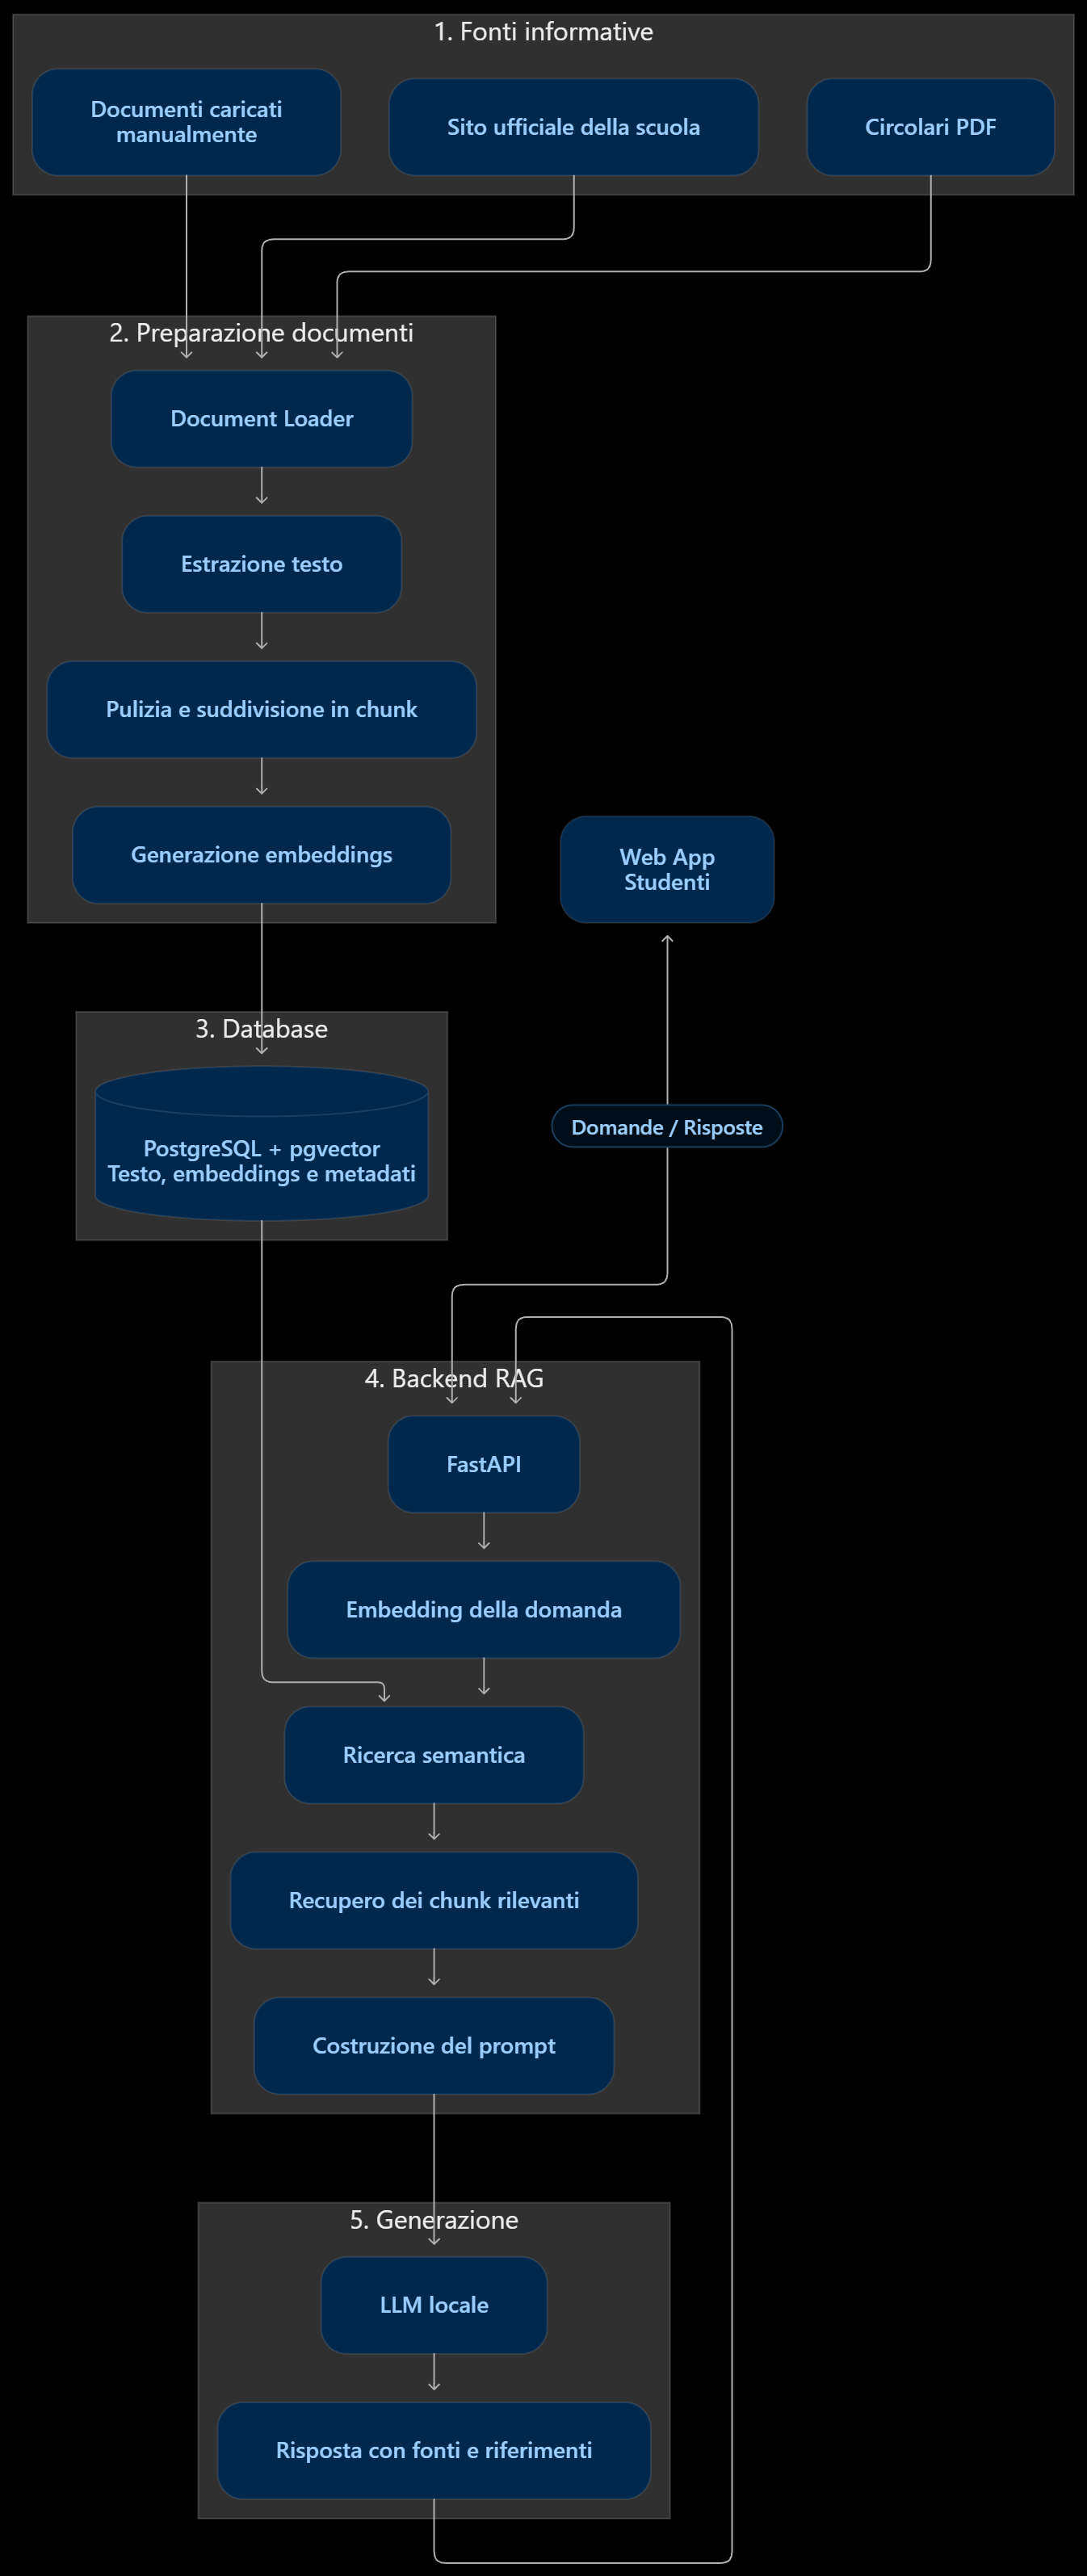 1. Fonti informative
Documenti caricati
manualmente
Sito ufficiale della scuola
Circolari PDF
2. Preparazione documenti
Document Loader
Estrazione testo
Pulizia e suddivisione in chunk
Generazione embeddings
Web App
Studenti
3. Database
PostgreSQL + pgvector
Testo, embeddings e metadati
Domande / Risposte
4. Backend RAG
FastAPI
Embedding della domanda
Ricerca semantica
Recupero dei chunk rilevanti
Costruzione del prompt
5. Generazione
LLM locale
Risposta con fonti e riferimenti